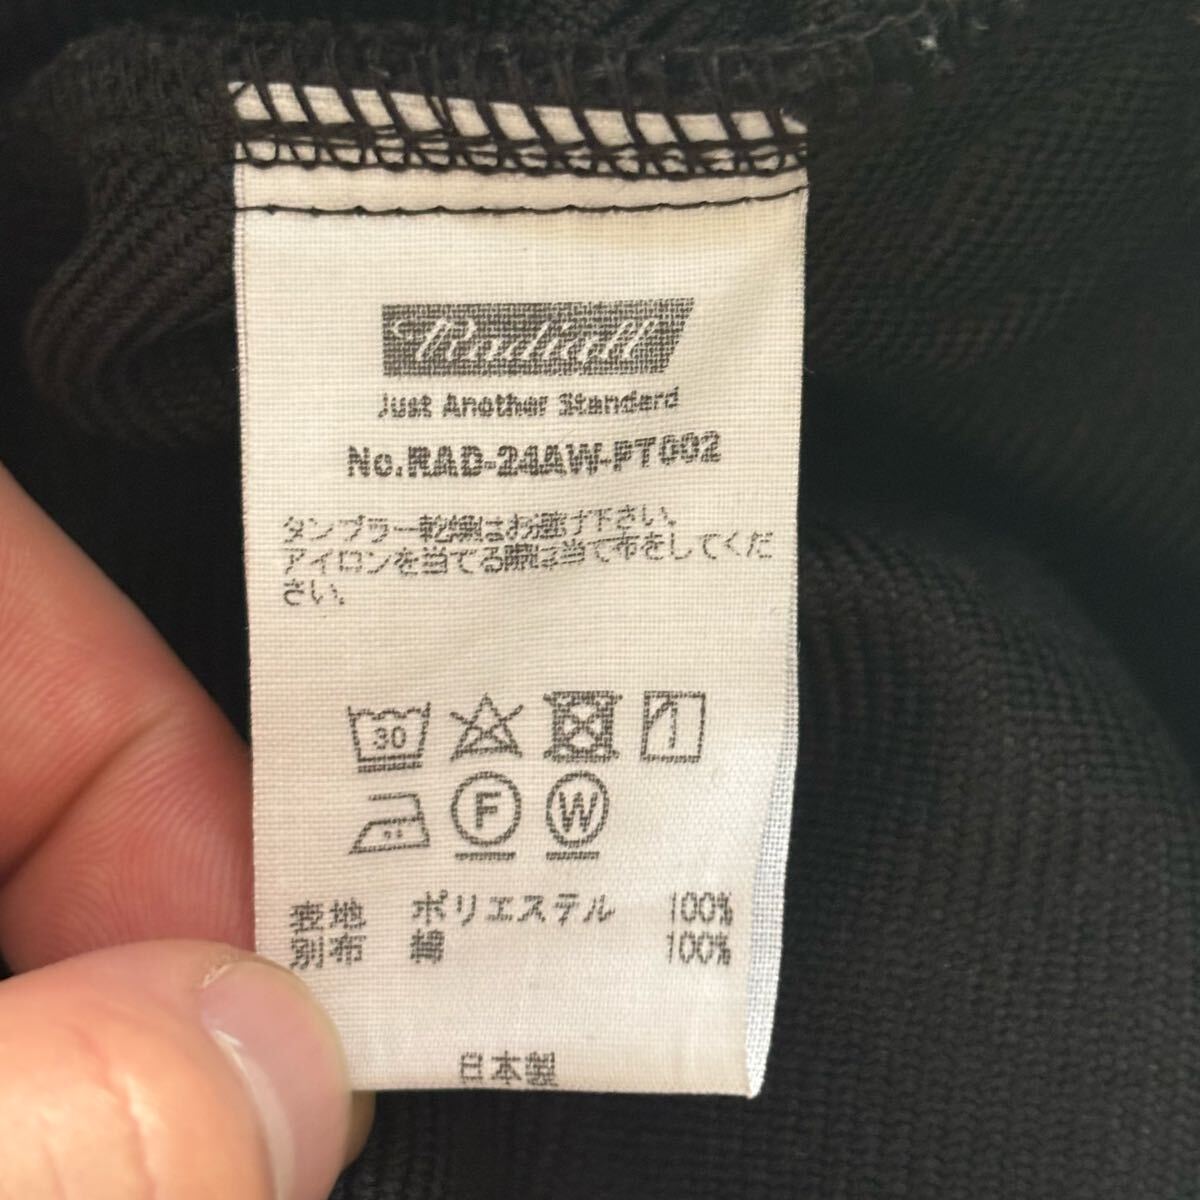 Radiall
Just Another Standard
No.RAD-24AW-PT002
タンブラー乾燥はお避け下さい。
アイロンを当てる際は当て布をしてくだ
さい。
30
F W
表地 ポリエステル 100%
別布 綿 100%
日本製